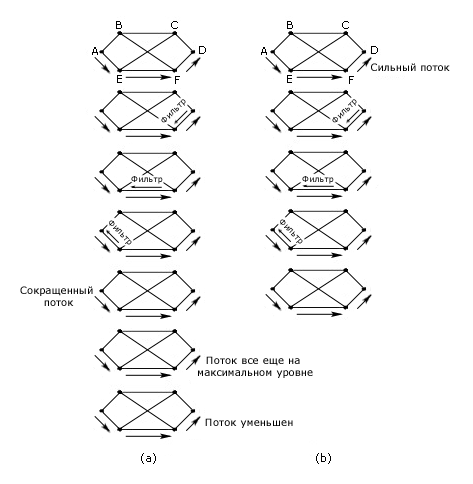 B C B C
A D A D
E F E F
Сильный поток
Фильтр Фильтр
Фильтр Фильтр
Фильтр Фильтр
Сокращенный
поток
Поток все еще на
максимальном уровне
Поток уменьшен
(a) (b)